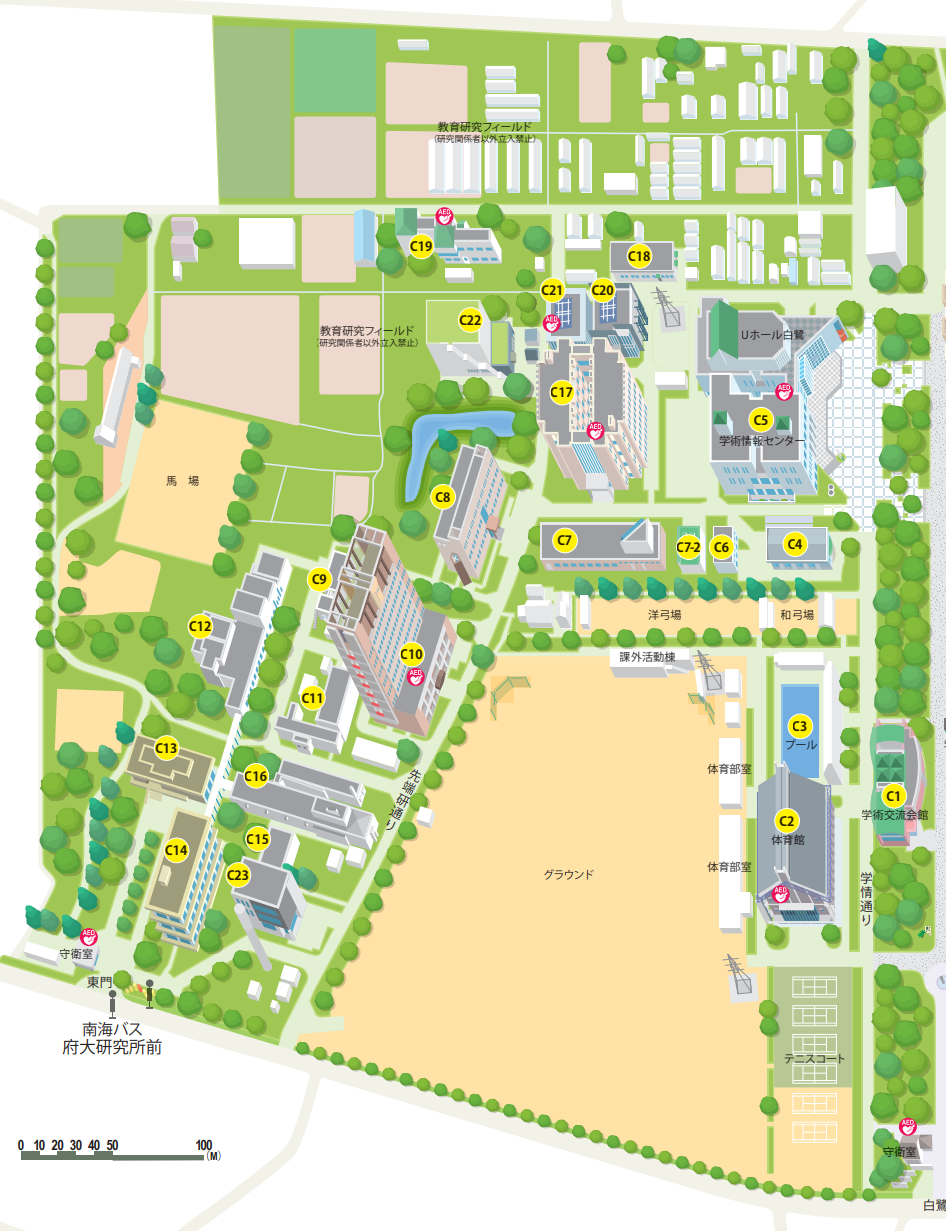 教育研究フィールド
（研究関係者以外立入禁止）
AED
C19
C18
C21
C20
AED
C22
教育研究フィールド
（研究関係者以外立入禁止）
Uホール白鷺
AED
C17
AED
C5
学術情報センター
馬　場
C8
C7
C7-2
C6
C4
C9
洋弓場
和弓場
C12
C10
AED
課外活動棟
C11
C3
プール
C13
C16
体育部室
先端研通り
C1
学術交流会館
C2
体育館
C15
C14
C23
グラウンド
体育部室
学情通り
AED
AED
守衛室
東門
南海バス
府大研究所前
テニスコート
AED
守衛室
0 10 20 30 40 50 100
（M）
白鷺